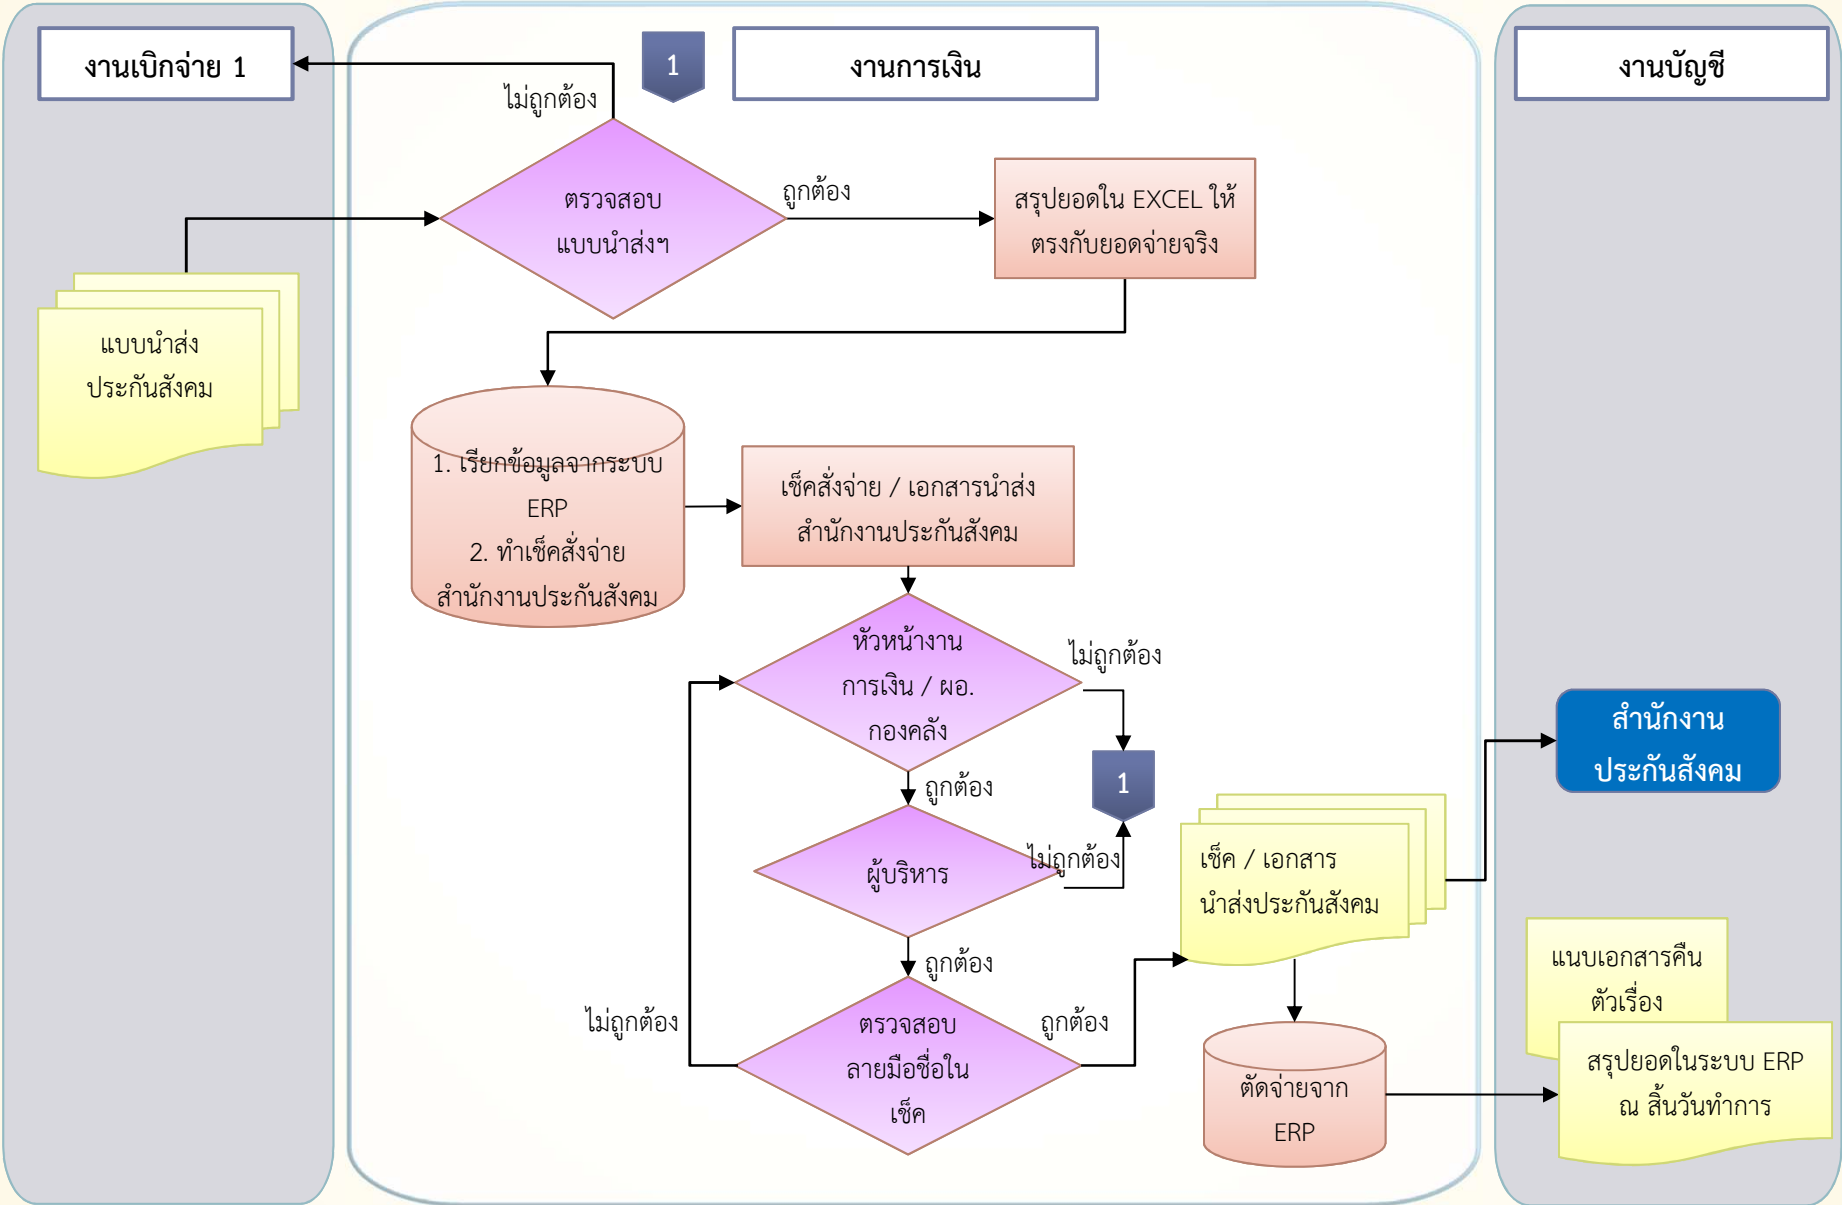 งานเบิกจ่าย 1
1
งานการเงิน
งานบัญชี
ไม่ถูกต้อง
ตรวจสอบ
แบบนำส่งฯ
ถูกต้อง
สรุปยอดใน EXCEL ให้
ตรงกับยอดจ่ายจริง
แบบนำส่ง
ประกันสังคม
1. เรียกข้อมูลจากระบบ
ERP
2. ทำเช็คสั่งจ่าย
สำนักงานประกันสังคม
เช็คสั่งจ่าย / เอกสารนำส่ง
สำนักงานประกันสังคม
หัวหน้างาน
การเงิน / ผอ.
กองคลัง
ไม่ถูกต้อง
1
ถูกต้อง
ผู้บริหาร
ไม่ถูกต้อง
ถูกต้อง
ตรวจสอบ
ลายมือชื่อใน
เช็ค
ไม่ถูกต้อง
ถูกต้อง
เช็ค / เอกสาร
นำส่งประกันสังคม
สำนักงาน
ประกันสังคม
ตัดจ่ายจาก
ERP
แนบเอกสารคืน
ตัวเรื่อง
สรุปยอดในระบบ ERP
ณ สิ้นวันทำการ